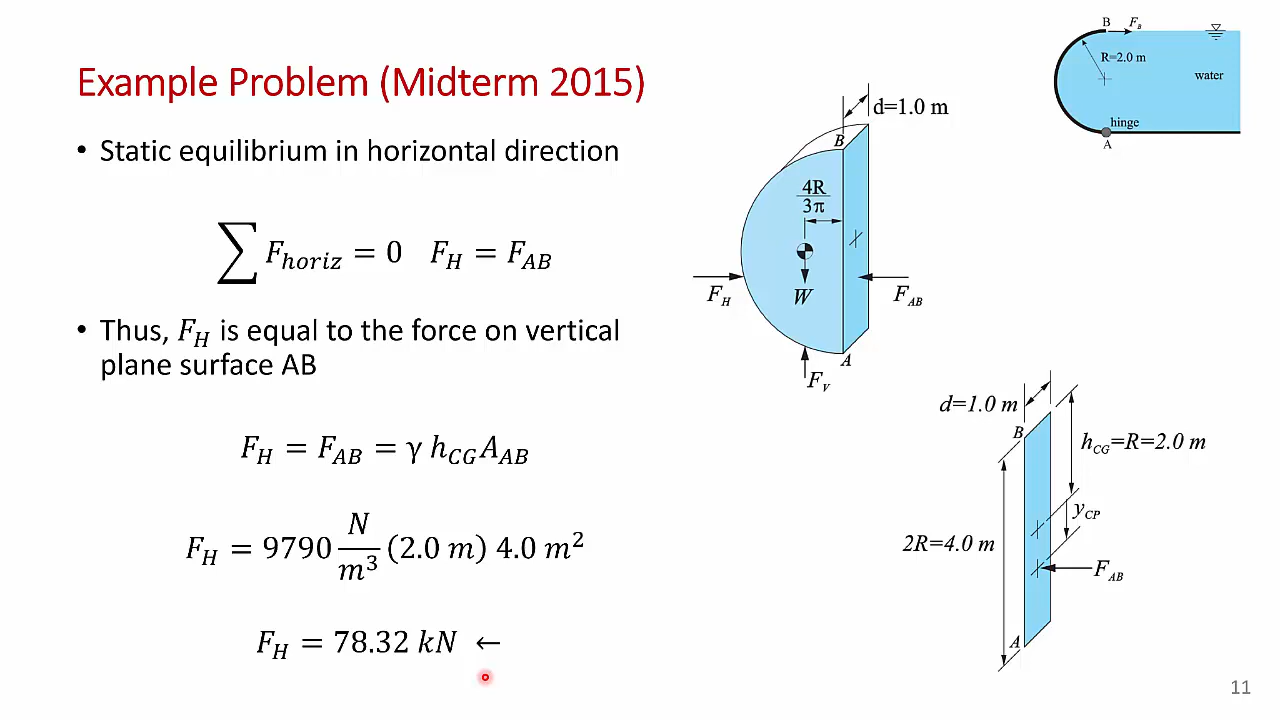 Example Problem (Midterm 2015)
• Static equilibrium in horizontal direction
∑ F_horiz = 0 F_H = F_AB
• Thus, F_H is equal to the force on vertical
plane surface AB
F_H = F_AB = γ h_CG A_AB
F_H = 9790 N/m³ (2.0 m) 4.0 m²
F_H = 78.32 kN ←
d=1.0 m
B
4R
3π
F_H
W
F_AB
F_V
A
B
F_B
R=2.0 m
water
hinge
A
d=1.0 m
B
h_CG=R=2.0 m
y_CP
2R=4.0 m
F_AB
A
11